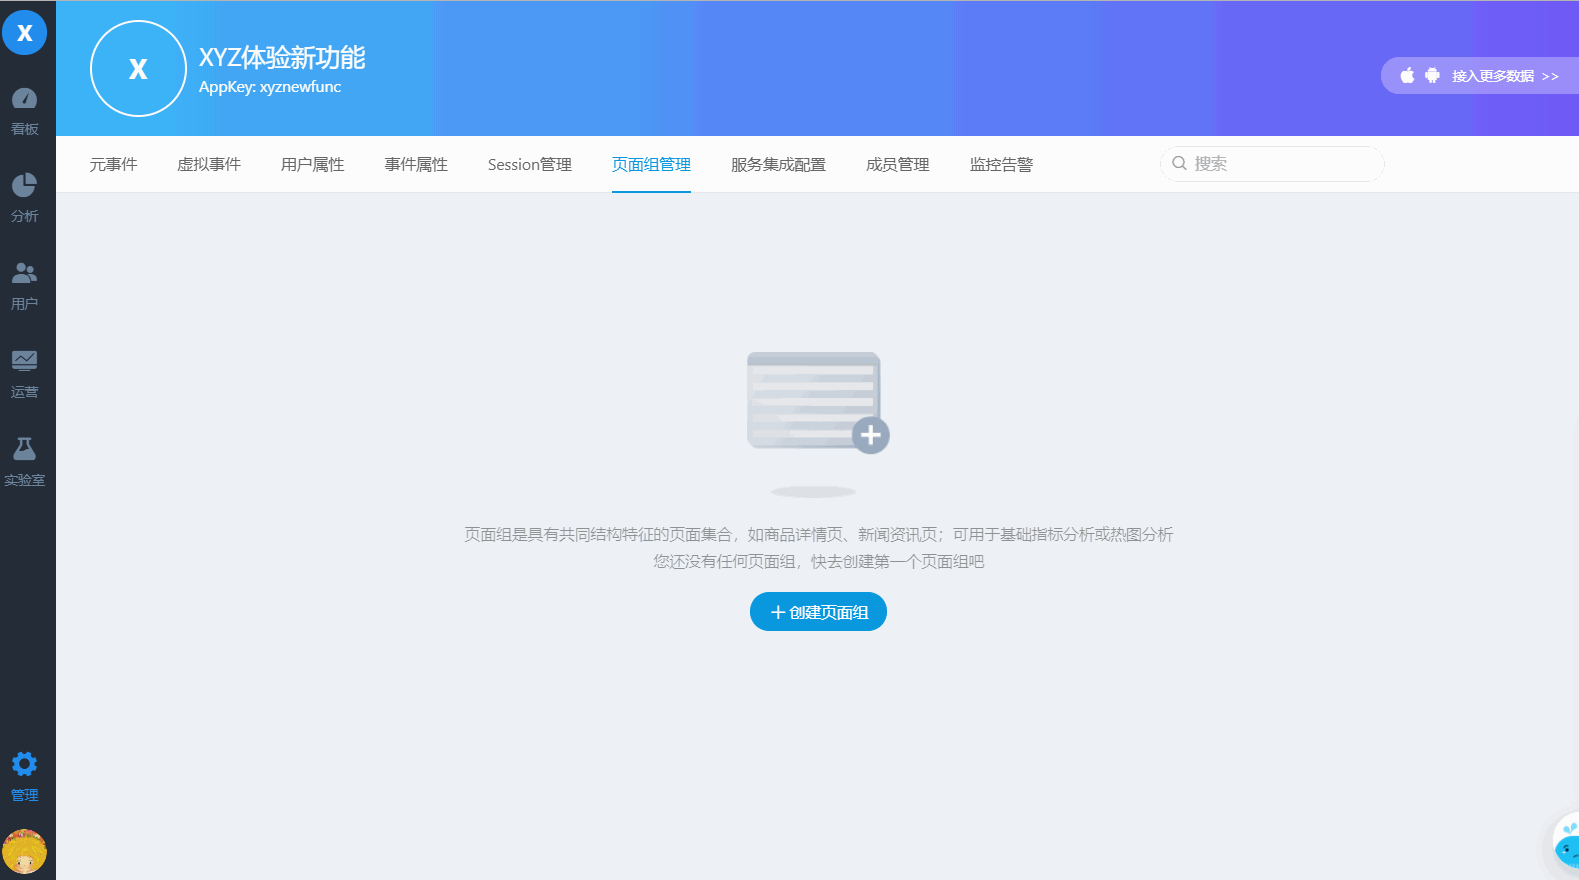 X
看板
分析
用户
运营
实验室
管理
X
XYZ体验新功能
AppKey: xyznewfunc
接入更多数据 >>
元事件 虚拟事件 用户属性 事件属性 Session管理 页面组管理 服务集成配置 成员管理 监控告警 搜索
页面组是具有共同结构特征的页面集合，如商品详情页、新闻资讯页；可用于基础指标分析或热图分析
您还没有任何页面组，快去创建第一个页面组吧
+ 创建页面组